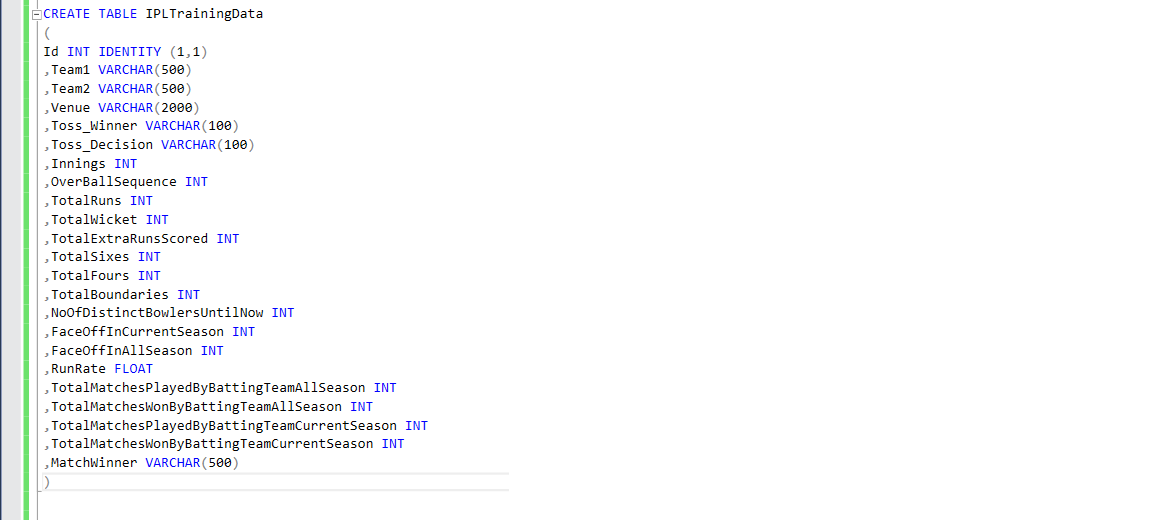 CREATE TABLE IPLTrainingData
(
Id INT IDENTITY (1,1)
,Team1 VARCHAR(500)
,Team2 VARCHAR(500)
,Venue VARCHAR(2000)
,Toss_Winner VARCHAR(100)
,Toss_Decision VARCHAR(100)
,Innings INT
,OverBallSequence INT
,TotalRuns INT
,TotalWicket INT
,TotalExtraRunsScored INT
,TotalSixes INT
,TotalFours INT
,TotalBoundaries INT
,NoOfDistinctBowlersUntilNow INT
,FaceOffInCurrentSeason INT
,FaceOffInAllSeason INT
,RunRate FLOAT
,TotalMatchesPlayedByBattingTeamAllSeason INT
,TotalMatchesWonByBattingTeamAllSeason INT
,TotalMatchesPlayedByBattingTeamCurrentSeason INT
,TotalMatchesWonByBattingTeamCurrentSeason INT
,MatchWinner VARCHAR(500)
)